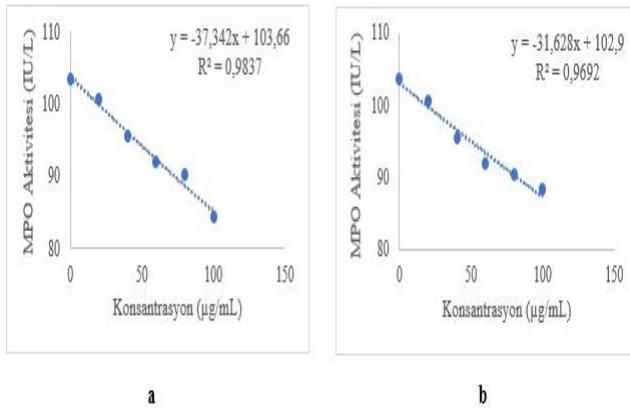 110
y = -37,342x + 103,66
R² = 0,9837
100
90
80
0
50
100
150
MPO Aktivitesi (IU/L)
Konsantrasyon (µg/mL)
a
110
y = -31,628x + 102,9
R² = 0,9692
100
90
80
0
50
100
150
MPO Aktivitesi (IU/L)
Konsantrasyon (µg/mL)
b